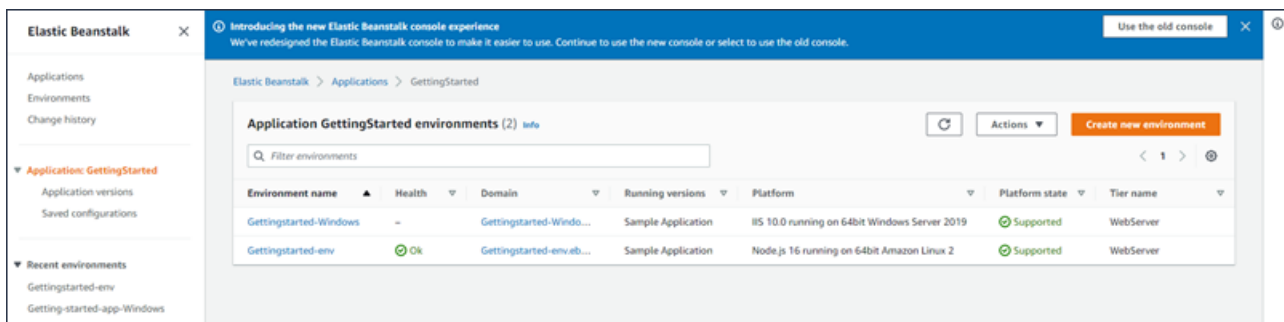 Elastic Beanstalk
Applications
Environments
Change history
Application: GettingStarted
Application versions
Saved configurations
Recent environments
Gettingstarted-env
Getting-started-app-Windows
Introducing the new Elastic Beanstalk console experience
We've redesigned the Elastic Beanstalk console to make it easier to use. Continue to use the new console or select to use the old console.
Use the old console
Elastic Beanstalk > Applications > GettingStarted
Application GettingStarted environments (2) Info
Actions
Create new environment
Filter environments
< 1 >
Environment name Health Domain Running versions Platform Platform state Tier name
Gettingstarted-Windows – Gettingstarted-Windo... Sample Application IIS 10.0 running on 64bit Windows Server 2019 Supported WebServer
Gettingstarted-env Ok Gettingstarted-env.eb... Sample Application Node.js 16 running on 64bit Amazon Linux 2 Supported WebServer